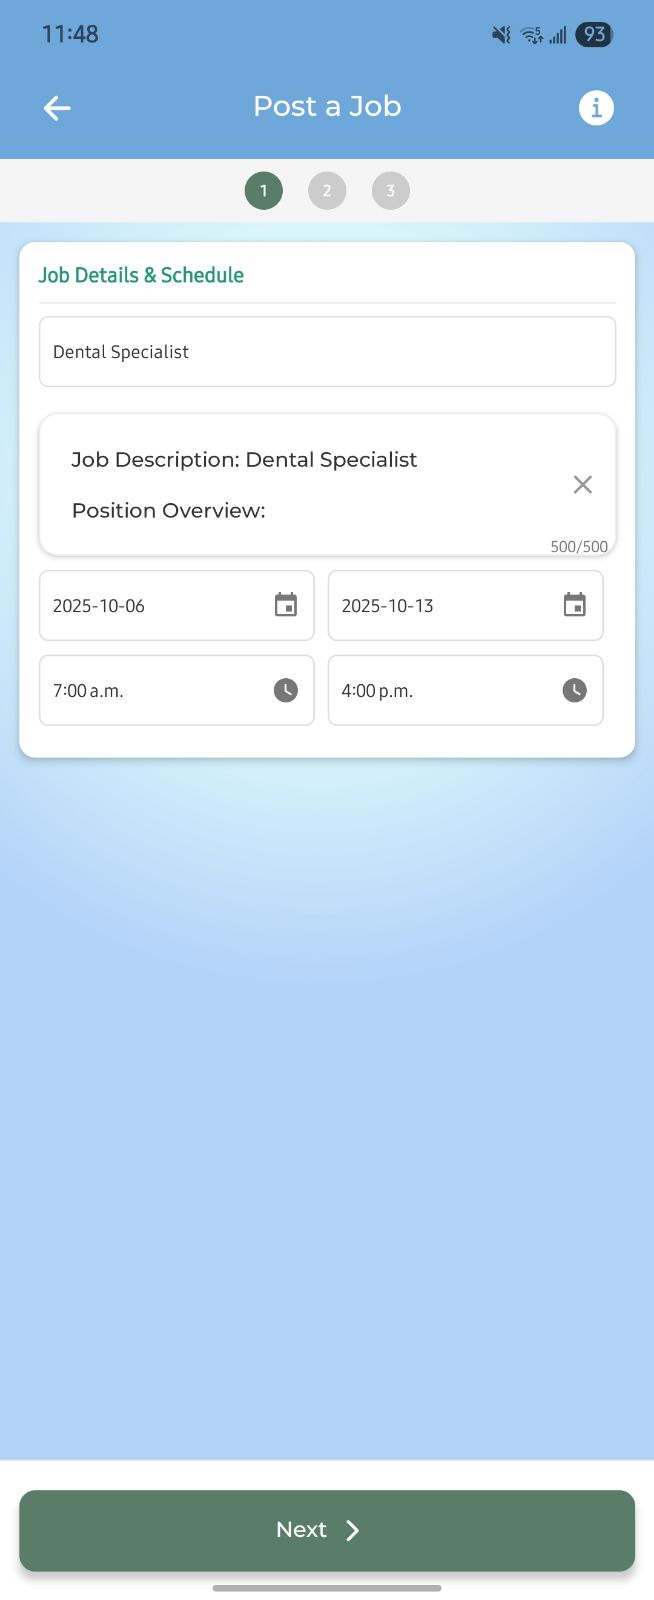 11:48
5
93
Post a Job
i
1 2 3
Job Details & Schedule
Dental Specialist
Job Description: Dental Specialist
Position Overview:
500/500
2025-10-06 2025-10-13
7:00 a.m. 4:00 p.m.
Next